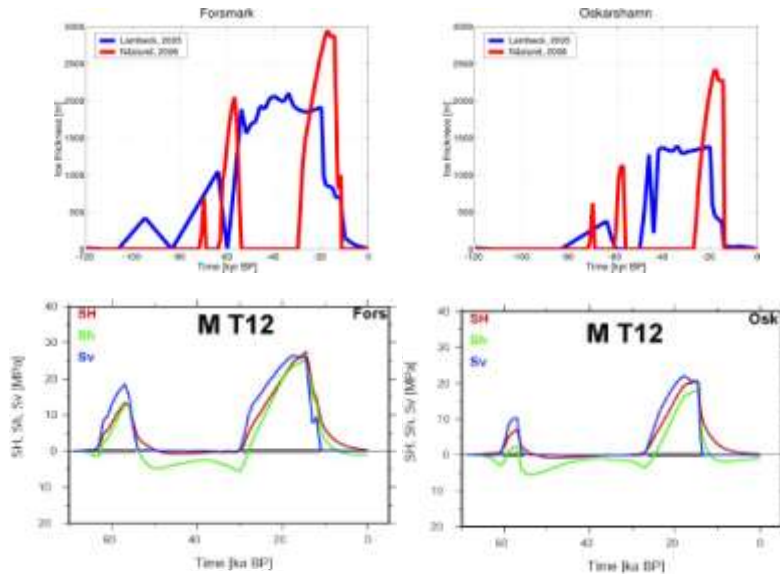 Forsmark
Lambeck, 2005
Näslund, 2006
Ice thickness [m]
3000
2500
2000
1500
1000
500
0
-120 -100 -80 -60 -40 -20 0
Time [kyr BP]
Oskarshamn
Lambeck, 2005
Näslund, 2006
Ice thickness [m]
3000
2500
2000
1500
1000
500
0
-120 -100 -80 -60 -40 -20 0
Time [kyr BP]
SH
Sh
Sv
M T12
Fors
SH, Sh, Sv [MPa]
40
30
20
10
0
10
20
60 40 20 0
Time [ka BP]
SH
Sh
Sv
M T12
Osk
SH, Sh, Sv [MPa]
40
30
20
10
0
10
20
60 40 20 0
Time [ka BP]